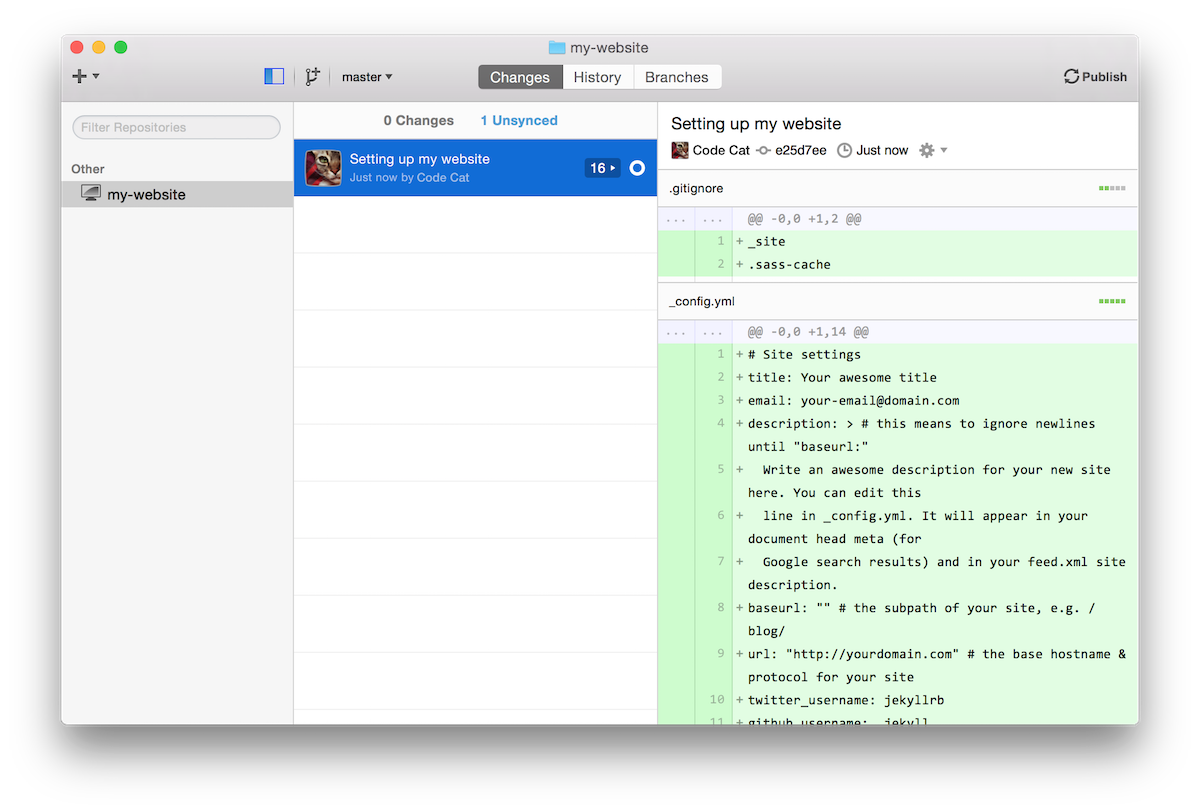 my-website
master
Changes
History
Branches
Publish
Filter Repositories
Other
my-website
0 Changes
1 Unsynced
Setting up my website
Just now by Code Cat
16
Setting up my website
Code Cat
e25d7ee
Just now
.gitignore
... ... @@ -0,0 +1,2 @@
1 +_site
2 +.sass-cache
_config.yml
... ... @@ -0,0 +1,14 @@
1 +# Site settings
2 +title: Your awesome title
3 +email: your-email@domain.com
4 +description: > # this means to ignore newlines
until "baseurl:"
5 +  Write an awesome description for your new site
here. You can edit this
6 +  line in _config.yml. It will appear in your
document head meta (for
7 +  Google search results) and in your feed.xml site
description.
8 +baseurl: "" # the subpath of your site, e.g. /
blog/
9 +url: "http://yourdomain.com" # the base hostname &
protocol for your site
10 +twitter_username: jekyllrb
11 +github_username:  jekyll